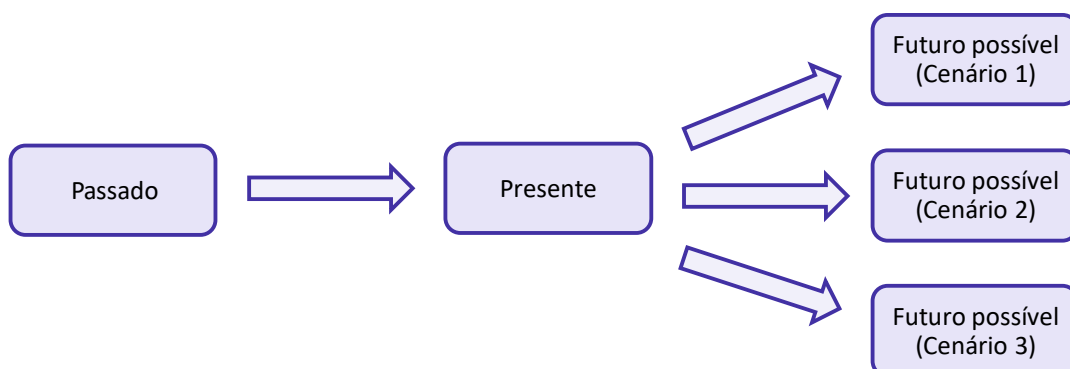 Passado
Presente
Futuro possível
(Cenário 1)
Futuro possível
(Cenário 2)
Futuro possível
(Cenário 3)